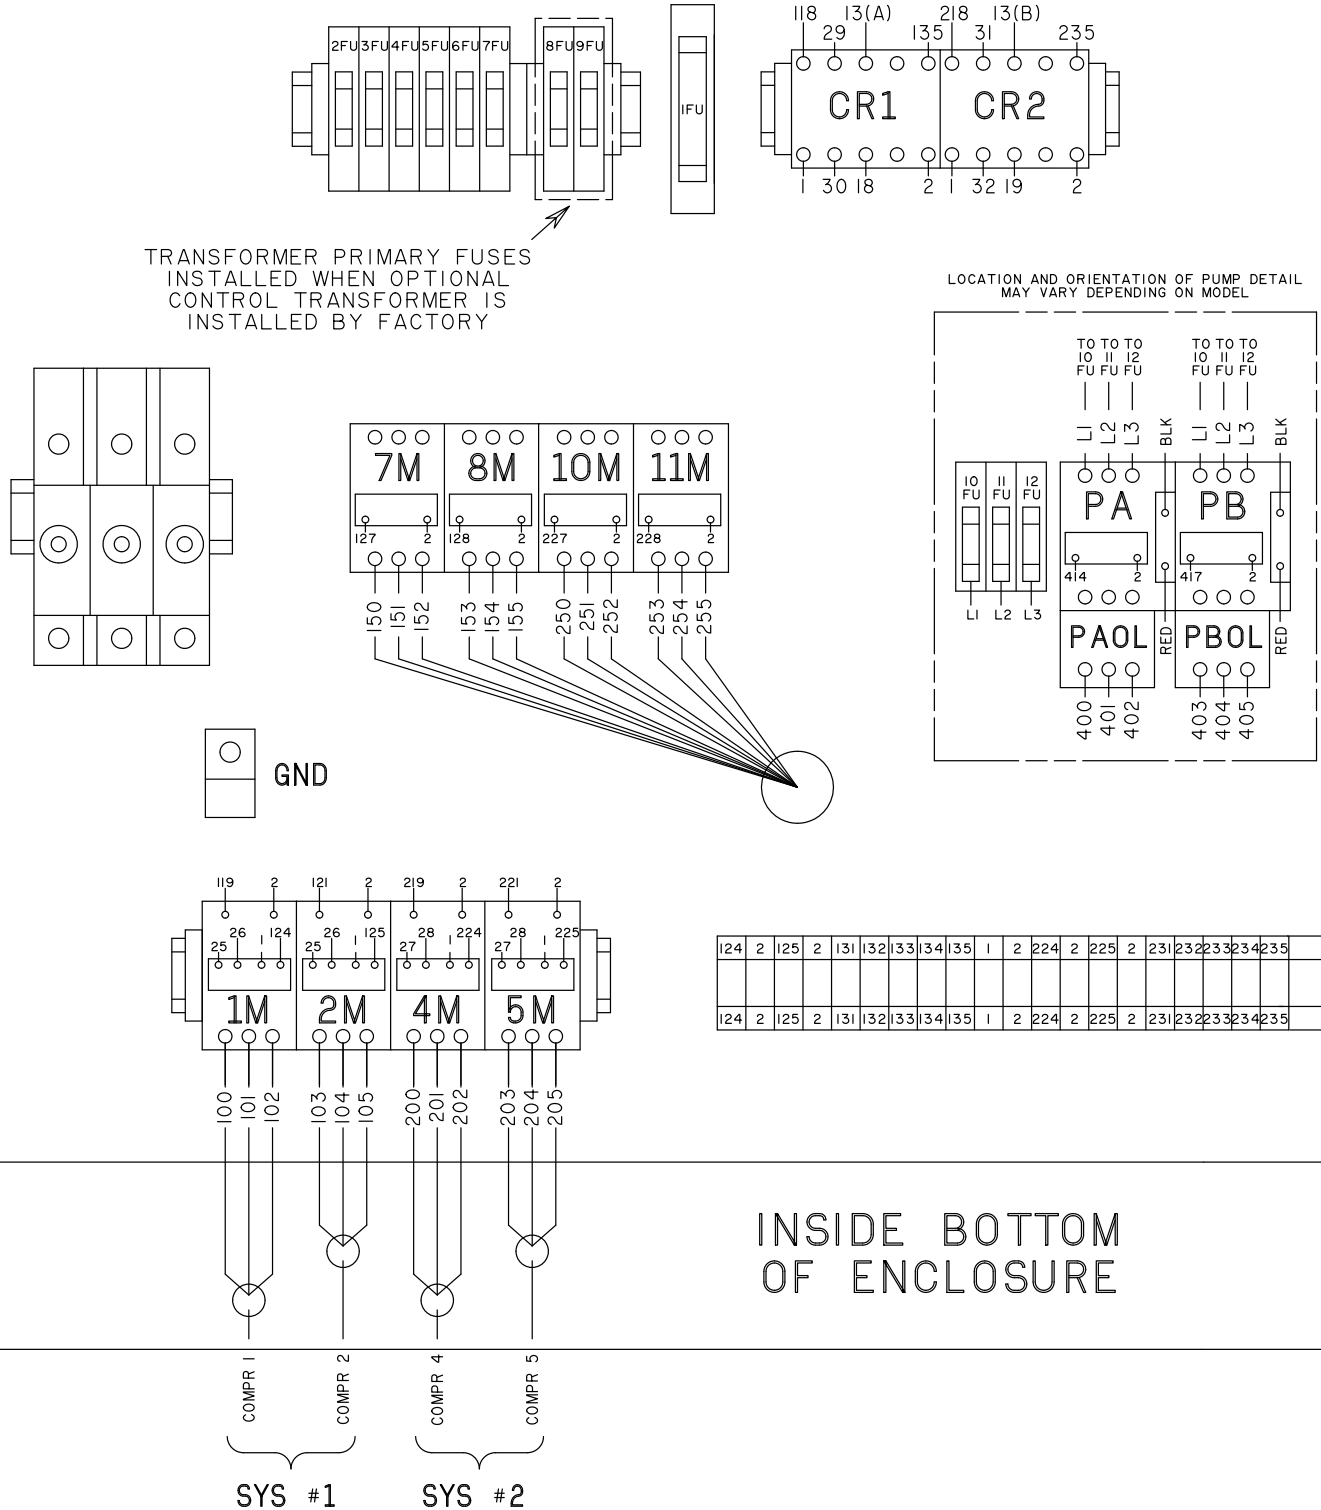 2FU 3FU 4FU 5FU 6FU 7FU 8FU 9FU
1FU
118 13(A) 218 13(B)
29 135 31 235
CR1 CR2
1 30 18 2 1 32 19 2
TRANSFORMER PRIMARY FUSES
INSTALLED WHEN OPTIONAL
CONTROL TRANSFORMER IS
INSTALLED BY FACTORY
LOCATION AND ORIENTATION OF PUMP DETAIL
MAY VARY DEPENDING ON MODEL
TO TO TO TO TO TO
10 11 12 10 11 12
FU FU FU FU FU FU
L1 L2 L3 BLK L1 L2 L3 BLK
10 11 12
FU FU FU
PA PB
414 2 417 2
L1 L2 L3
PAOL RED PBOL RED
400 401 402 403 404 405
7M 8M 10M 11M
127 2 128 2 227 2 228 2
150 151 152 153 154 155 250 251 252 253 254 255
GND
119 2 121 2 219 2 221 2
26 1 124 26 1 125 28 1 224 28 1 225
25 25 27 27
1M 2M 4M 5M
100 101 102 103 104 105 200 201 202 203 204 205
124 2 125 2 131 132 133 134 135 1 2 224 2 225 2 231 232 233 234 235
124 2 125 2 131 132 133 134 135 1 2 224 2 225 2 231 232 233 234 235
INSIDE BOTTOM
OF ENCLOSURE
COMPR 1 COMPR 2 COMPR 4 COMPR 5
SYS #1 SYS #2